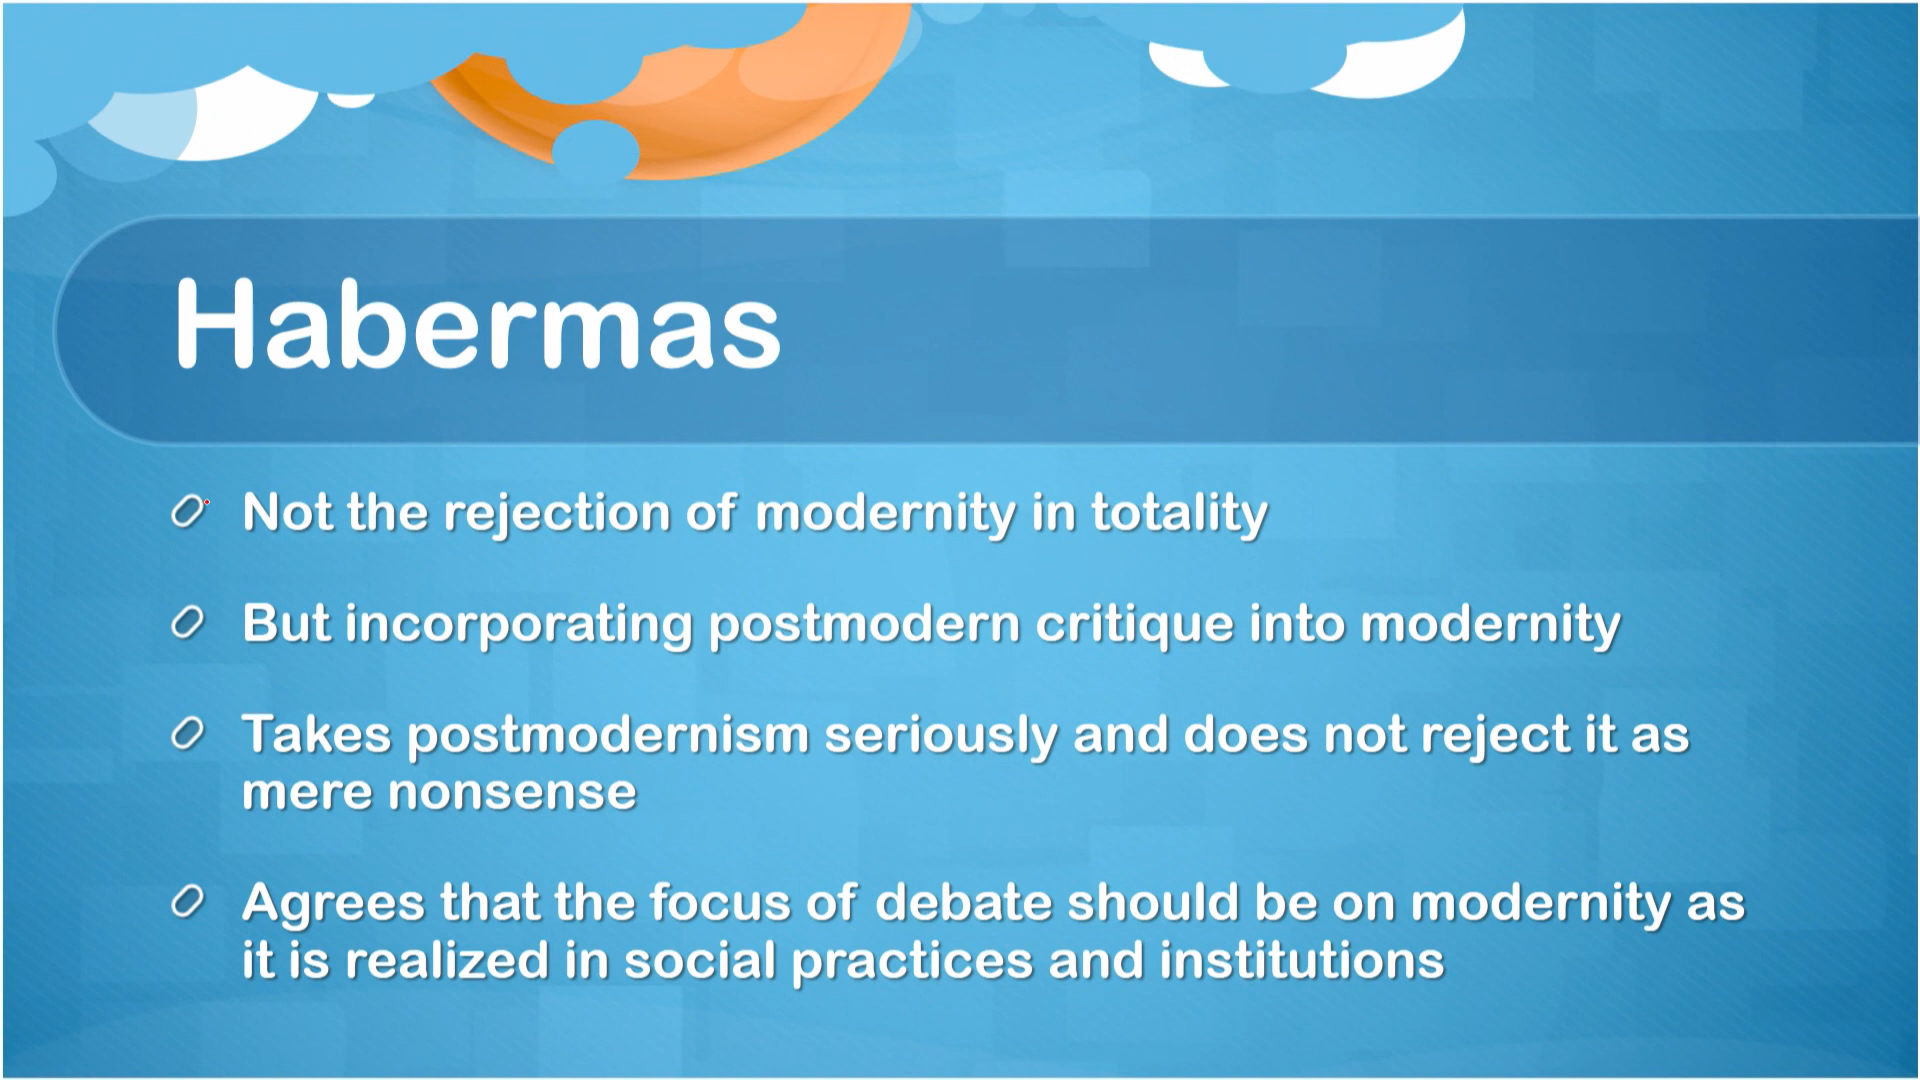 Habermas
Not the rejection of modernity in totality
But incorporating postmodern critique into modernity
Takes postmodernism seriously and does not reject it as
mere nonsense
Agrees that the focus of debate should be on modernity as
it is realized in social practices and institutions